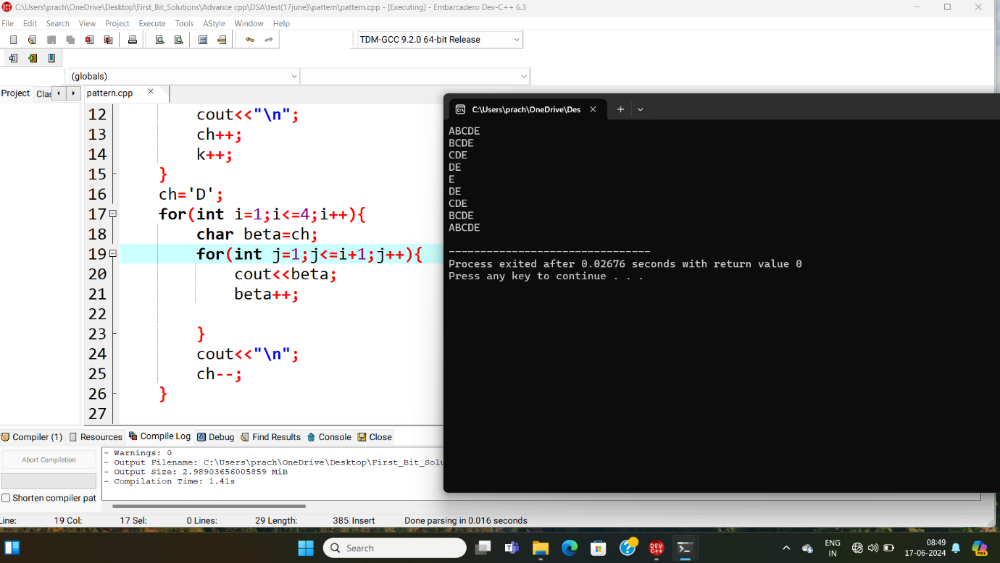 C:\Users\prach\OneDrive\Desktop\First_Bit_Solutions\Advance cpp\DSA\test(17june)\pattern\pattern.cpp - [Executing] - Embarcadero Dev-C++ 6.3
File Edit Search View Project Execute Tools AStyle Window Help
TDM-GCC 9.2.0 64-bit Release
(globals)
Project Clas pattern.cpp
12 cout<<"\n";
13 ch++;
14 k++;
15 }
16 ch='D';
17 for(int i=1;i<=4;i++){
18 char beta=ch;
19 for(int j=1;j<=i+1;j++){
20 cout<<beta;
21 beta++;
22
23 }
24 cout<<"\n";
25 ch--;
26 }
27
C:\Users\prach\OneDrive\Des
ABCDE
BCDE
CDE
DE
E
DE
CDE
BCDE
ABCDE
--------------------------------
Process exited after 0.02676 seconds with return value 0
Press any key to continue . . .
Compiler (1) Resources Compile Log Debug Find Results Console Close
Abort Compilation
Shorten compiler pat
- Warnings: 0
- Output Filename: C:\Users\prach\OneDrive\Desktop\First_Bit_Solu
- Output Size: 2.98903656005859 MiB
- Compilation Time: 1.41s
Line: 19 Col: 17 Sel: 0 Lines: 29 Length: 385 Insert Done parsing in 0.016 seconds
Search
DEV C++
ENG
IN
08:49
17-06-2024
PRE